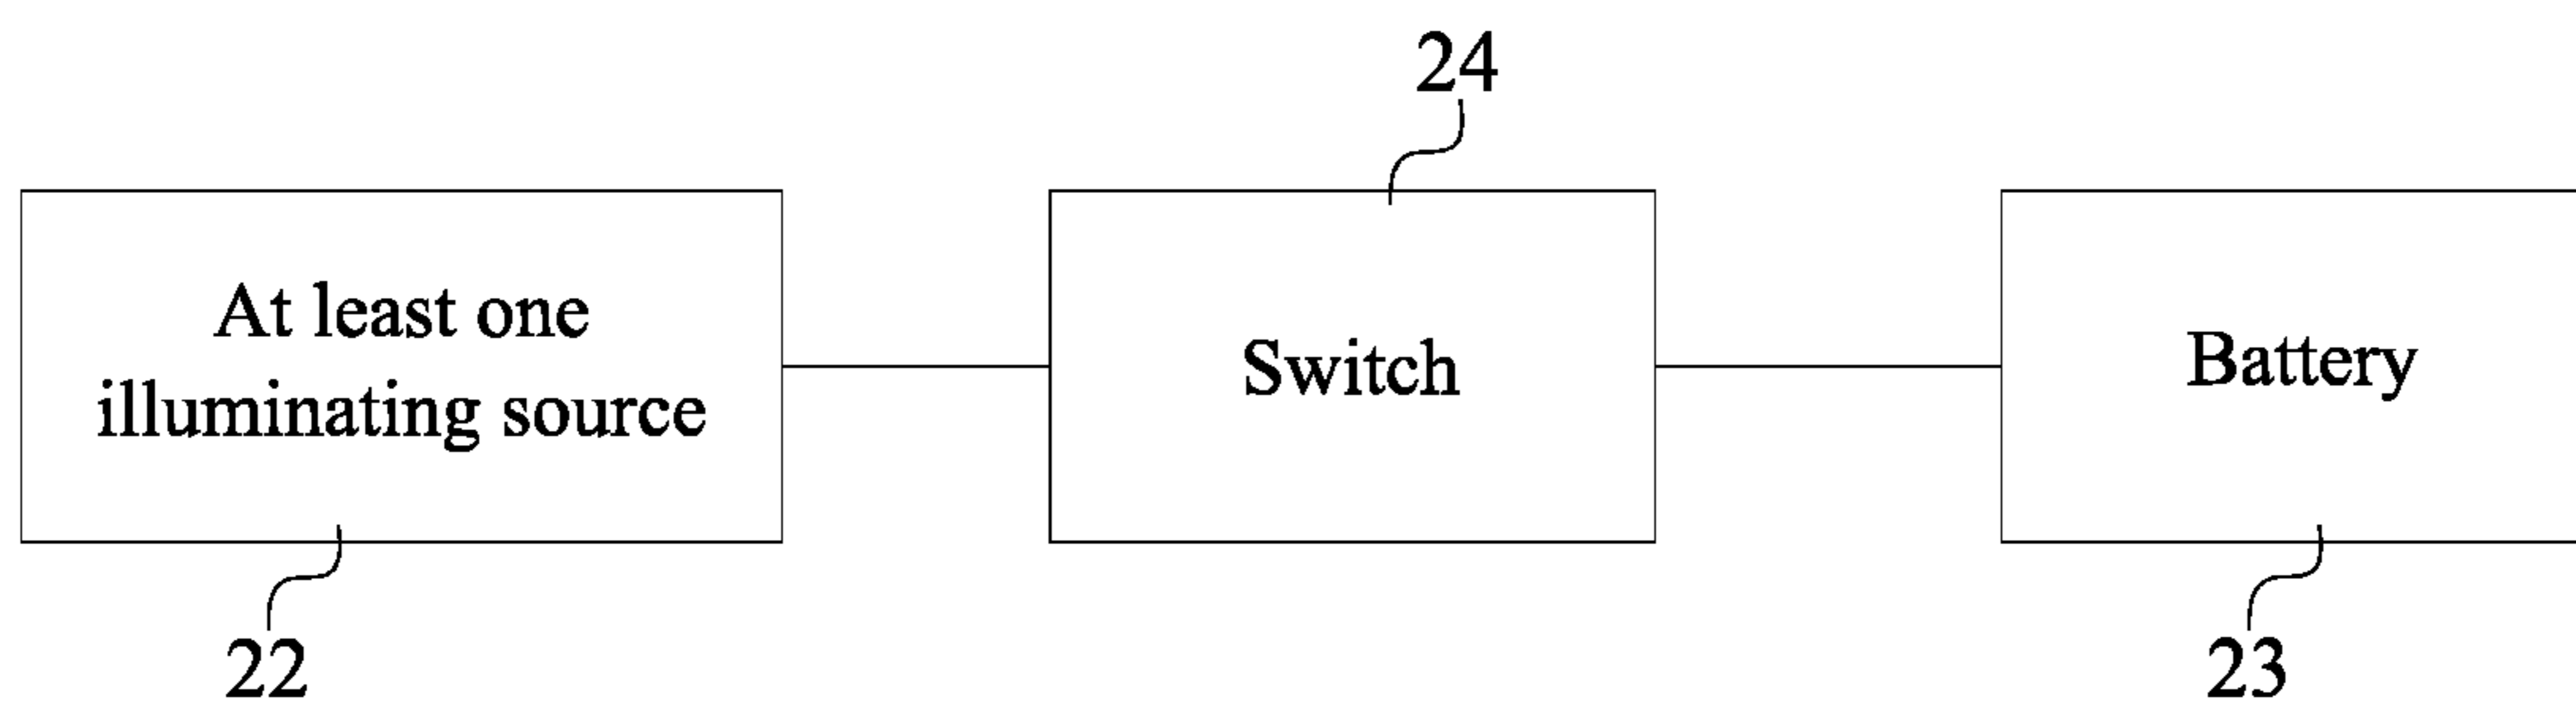 24
At least one
illuminating source
Switch
Battery
22
23